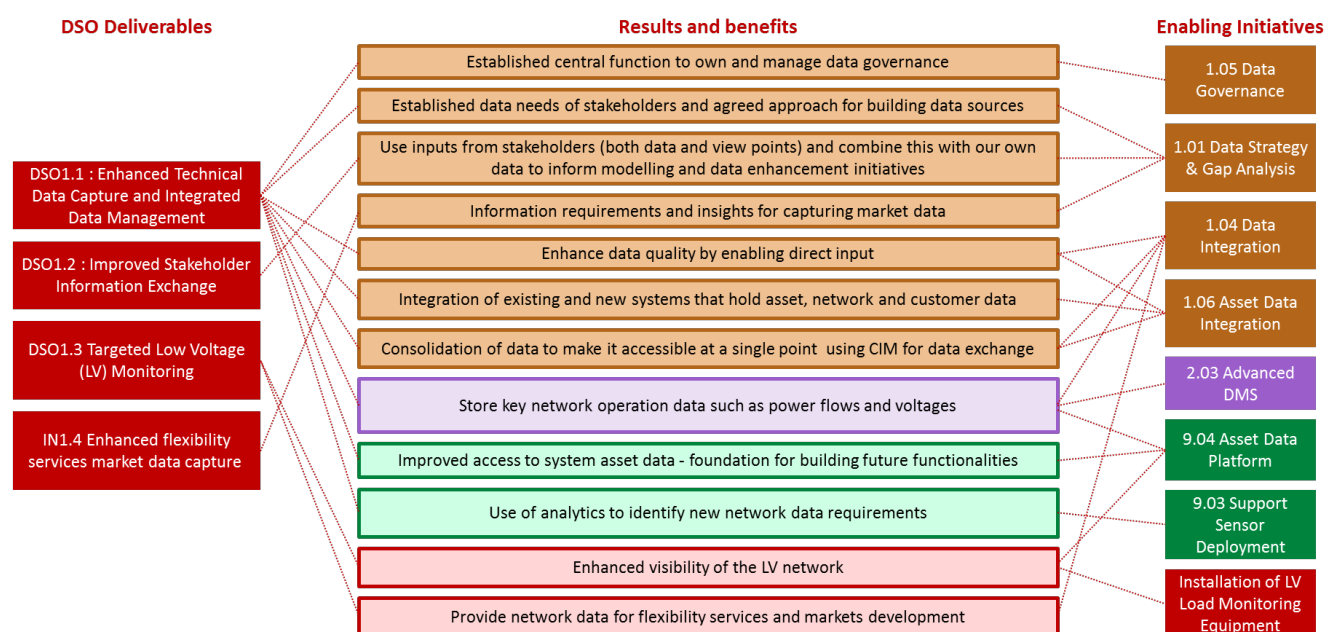 DSO Deliverables
Results and benefits
Enabling Initiatives
DSO1.1 : Enhanced Technical
Data Capture and Integrated
Data Management
DSO1.2 : Improved Stakeholder
Information Exchange
DSO1.3 Targeted Low Voltage
(LV) Monitoring
IN1.4 Enhanced flexibility
services market data capture
Established central function to own and manage data governance
Established data needs of stakeholders and agreed approach for building data sources
Use inputs from stakeholders (both data and view points) and combine this with our own
data to inform modelling and data enhancement initiatives
Information requirements and insights for capturing market data
Enhance data quality by enabling direct input
Integration of existing and new systems that hold asset, network and customer data
Consolidation of data to make it accessible at a single point using CIM for data exchange
Store key network operation data such as power flows and voltages
Improved access to system asset data - foundation for building future functionalities
Use of analytics to identify new network data requirements
Enhanced visibility of the LV network
Provide network data for flexibility services and markets development
1.05 Data
Governance
1.01 Data Strategy
& Gap Analysis
1.04 Data
Integration
1.06 Asset Data
Integration
2.03 Advanced
DMS
9.04 Asset Data
Platform
9.03 Support
Sensor
Deployment
Installation of LV
Load Monitoring
Equipment